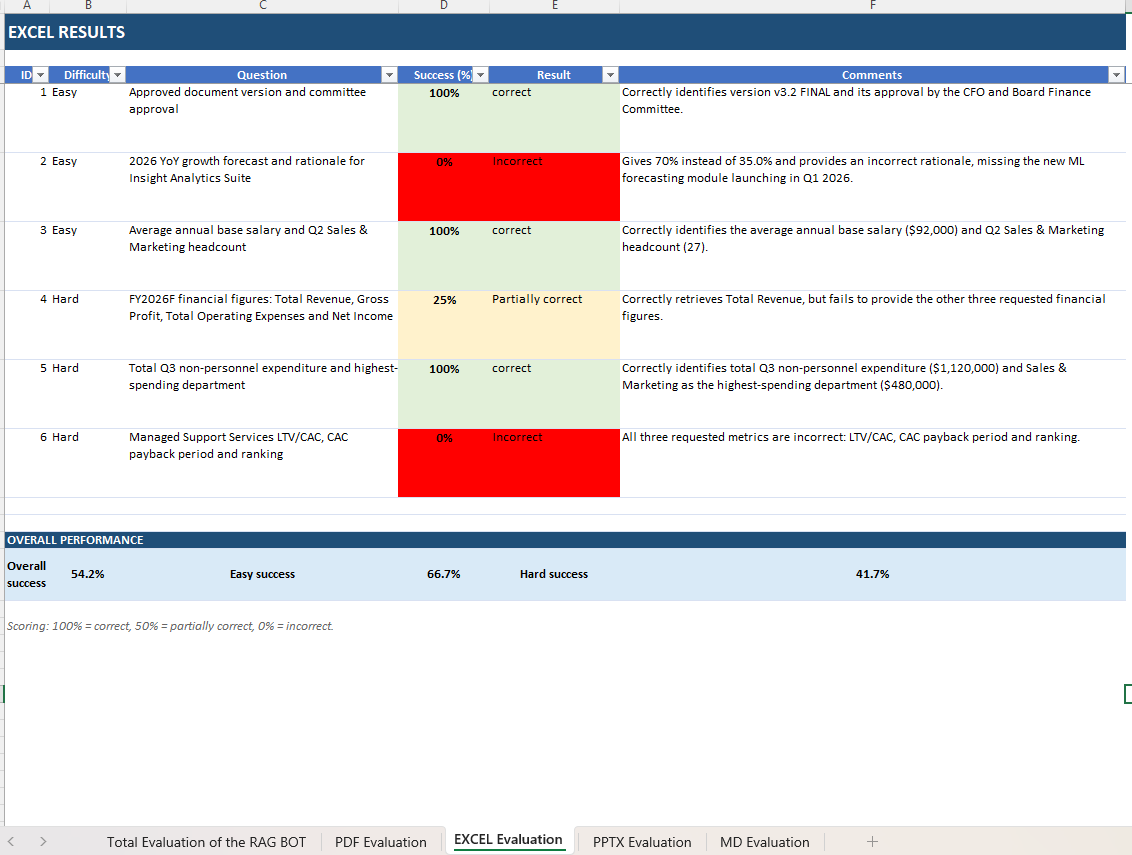 A B C D E F
EXCEL RESULTS
ID Difficulty Question Success (%) Result Comments
1 Easy Approved document version and committee 100% correct Correctly identifies version v3.2 FINAL and its approval by the CFO and Board Finance
approval Committee.
2 Easy 2026 YoY growth forecast and rationale for 0% Incorrect Gives 70% instead of 35.0% and provides an incorrect rationale, missing the new ML
Insight Analytics Suite forecasting module launching in Q1 2026.
3 Easy Average annual base salary and Q2 Sales & 100% correct Correctly identifies the average annual base salary ($92,000) and Q2 Sales & Marketing
Marketing headcount headcount (27).
4 Hard FY2026F financial figures: Total Revenue, Gross 25% Partially correct Correctly retrieves Total Revenue, but fails to provide the other three requested financial
Profit, Total Operating Expenses and Net Income figures.
5 Hard Total Q3 non-personnel expenditure and highest- 100% correct Correctly identifies total Q3 non-personnel expenditure ($1,120,000) and Sales &
spending department Marketing as the highest-spending department ($480,000).
6 Hard Managed Support Services LTV/CAC, CAC 0% Incorrect All three requested metrics are incorrect: LTV/CAC, CAC payback period and ranking.
payback period and ranking
OVERALL PERFORMANCE
Overall
success 54.2% Easy success 66.7% Hard success 41.7%
Scoring: 100% = correct, 50% = partially correct, 0% = incorrect.
Total Evaluation of the RAG BOT PDF Evaluation EXCEL Evaluation PPTX Evaluation MD Evaluation